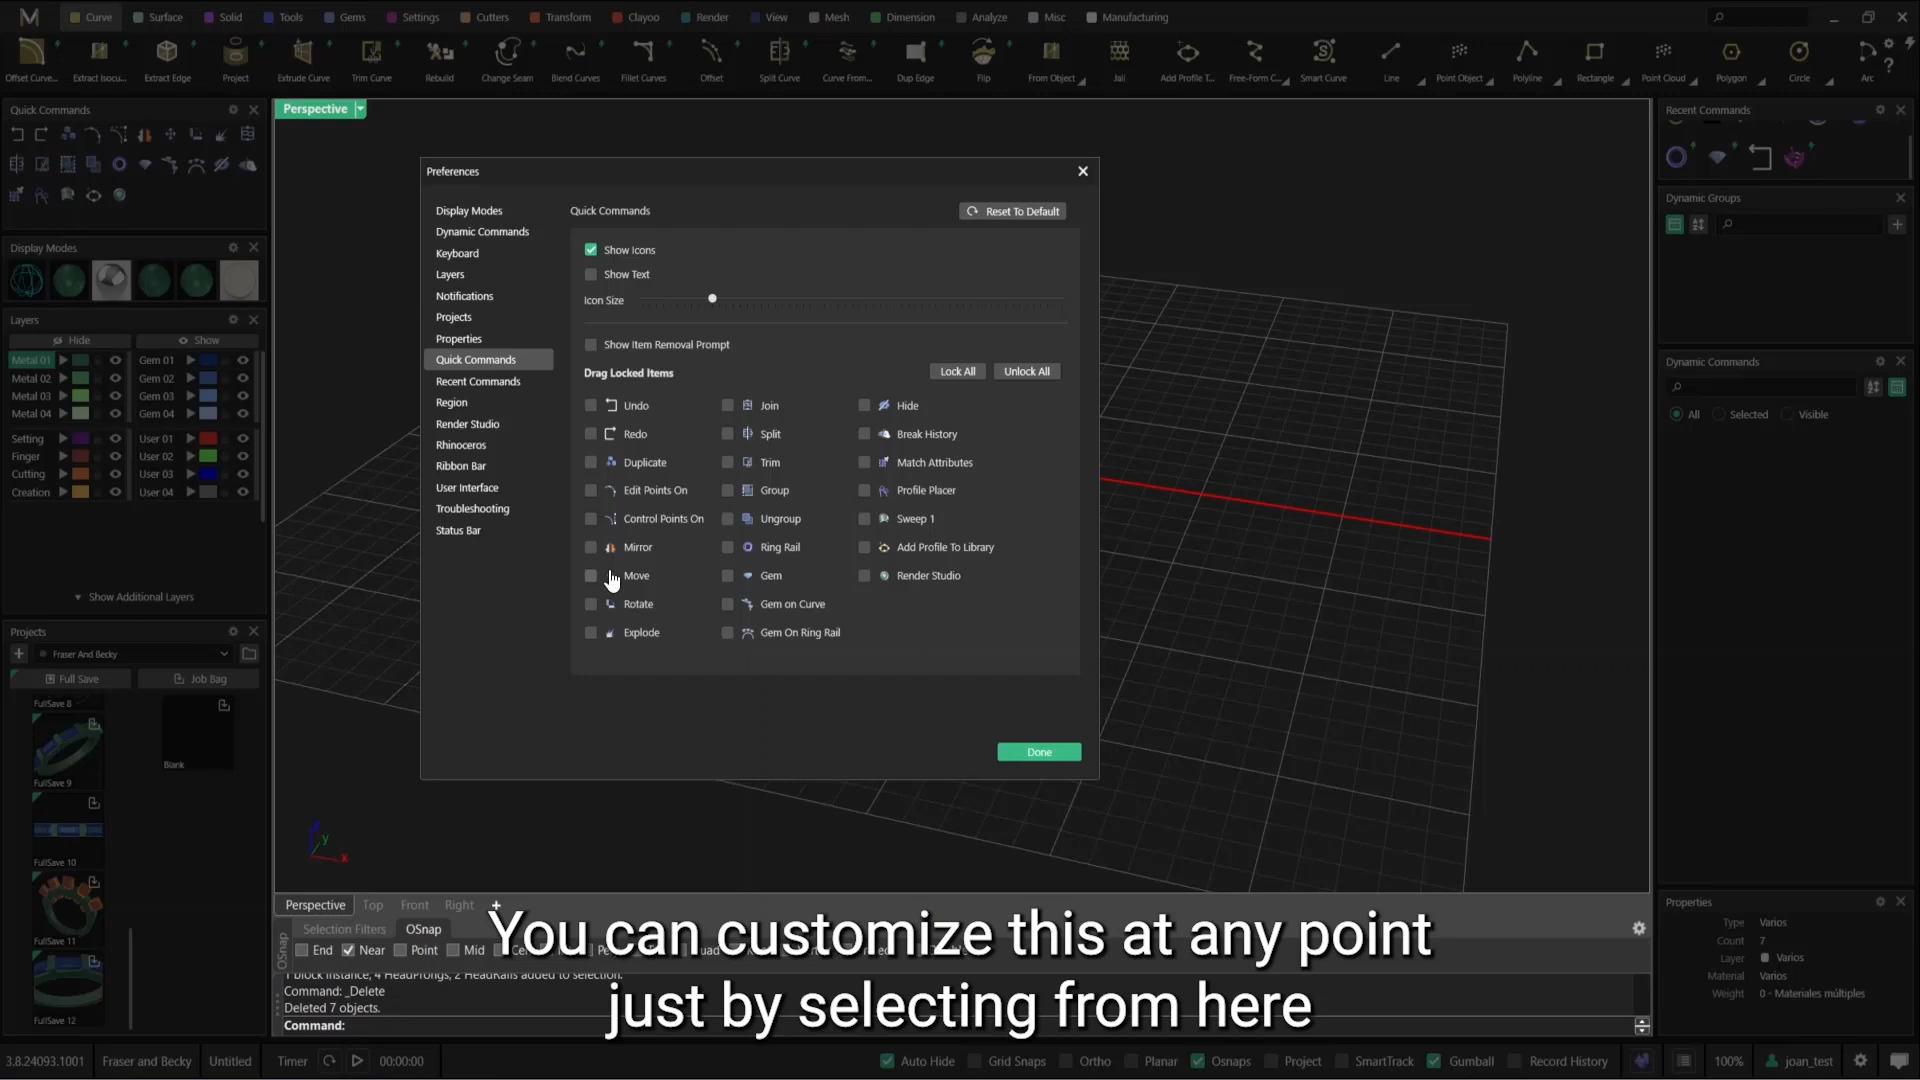 Curve Surface Solid Tools Gems Settings Cutters Transform Clayoo Render View Mesh Dimension Analyze Misc Manufacturing
Offset Curve... Extract Isocu... Extract Edge Project Extrude Curve Trim Curve Rebuild Change Seam Blend Curves Fillet Curves Offset Split Curve Curve From... Dup Edge Flip From Object Jali Add Profile T... Free-Form C... Smart Curve Line Point Object Polyline Rectangle Point Cloud Polygon Circle Arc
Quick Commands
Display Modes
Layers
Hide Show
Metal 01 Gem 01
Metal 02 Gem 02
Metal 03 Gem 03
Metal 04 Gem 04
Setting User 01
Finger User 02
Cutting User 03
Creation User 04
Show Additional Layers
Projects
Fraser And Becky
Full Save Job Bag
FullSave 8
Blank
FullSave 9
FullSave 10
FullSave 11
FullSave 12
Perspective
Preferences
Display Modes
Dynamic Commands
Keyboard
Layers
Notifications
Projects
Properties
Quick Commands
Recent Commands
Region
Render Studio
Rhinoceros
Ribbon Bar
User Interface
Troubleshooting
Status Bar
Quick Commands Reset To Default
Show Icons
Show Text
Icon Size
Show Item Removal Prompt
Drag Locked Items Lock All Unlock All
Undo Join Hide
Redo Split Break History
Duplicate Trim Match Attributes
Edit Points On Group Profile Placer
Control Points On Ungroup Sweep 1
Mirror Ring Rail Add Profile To Library
Move Gem Render Studio
Rotate Gem on Curve
Explode Gem On Ring Rail
Done
z
y
x
Perspective Top Front Right
Selection Filters OSnap
OSnap
End Near Point Mid
1 block instance, 4 HeadProngs, 2 HeadRails added to selection.
Command: _Delete
Deleted 7 objects.
Command:
You can customize this at any point
just by selecting from here
Recent Commands
Dynamic Groups
Dynamic Commands
All Selected Visible
Properties
Type Varios
Count 7
Layer Varios
Material Varios
Weight 0 - Materiales múltiples
3.8.24093.1001 Fraser and Becky Untitled Timer 00:00:00 Auto Hide Grid Snaps Ortho Planar Osnaps Project SmartTrack Gumball Record History 100% joan_test